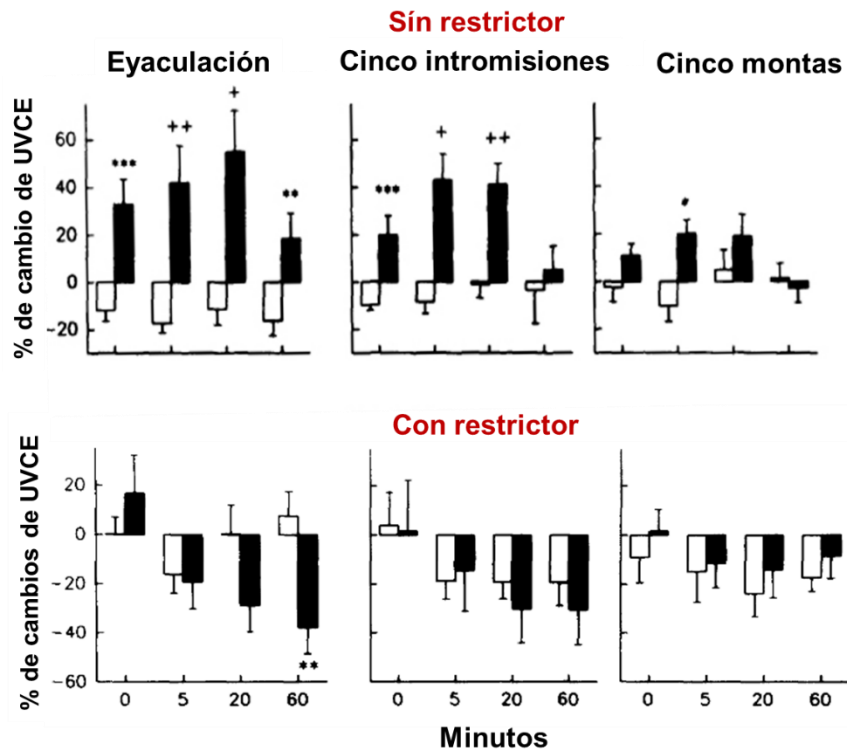 Sín restrictor
Eyaculación Cinco intromisiones Cinco montas
% de cambio de UVCE
60
40
20
0
-20
*** ++ + **
*** + ++
#
Con restrictor
% de cambios de UVCE
20
0
-20
-40
-60
**
0 5 20 60
0 5 20 60
0 5 20 60
Minutos